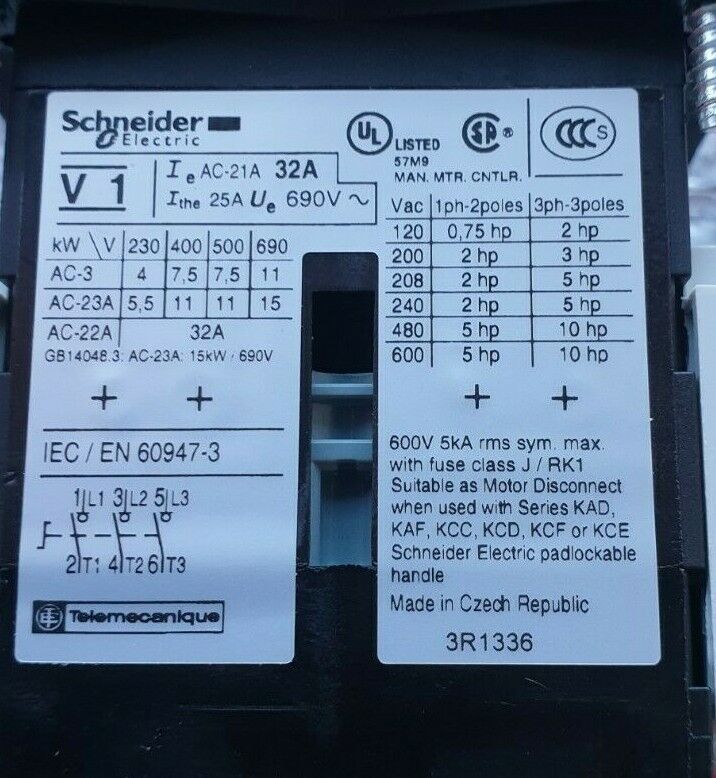 Schneider
Electric
V 1
Ie AC-21A 32A
Ithe 25A Ue 690V ~
kW \ V 230 400 500 690
AC-3 4 7,5 7,5 11
AC-23A 5,5 11 11 15
AC-22A 32A
GB14048.3: AC-23A: 15kW / 690V
+ +
IEC / EN 60947-3
1 L1 3 L2 5 L3
2 T1 4 T2 6 T3
TE Telemecanique
UL LISTED
57M9
MAN. MTR. CNTLR.
SP ®
CCC S
Vac 1ph-2poles 3ph-3poles
120 0,75 hp 2 hp
200 2 hp 3 hp
208 2 hp 5 hp
240 2 hp 5 hp
480 5 hp 10 hp
600 5 hp 10 hp
+ +
600V 5kA rms sym. max.
with fuse class J / RK1
Suitable as Motor Disconnect
when used with Series KAD,
KAF, KCC, KCD, KCF or KCE
Schneider Electric padlockable
handle
Made in Czech Republic
3R1336